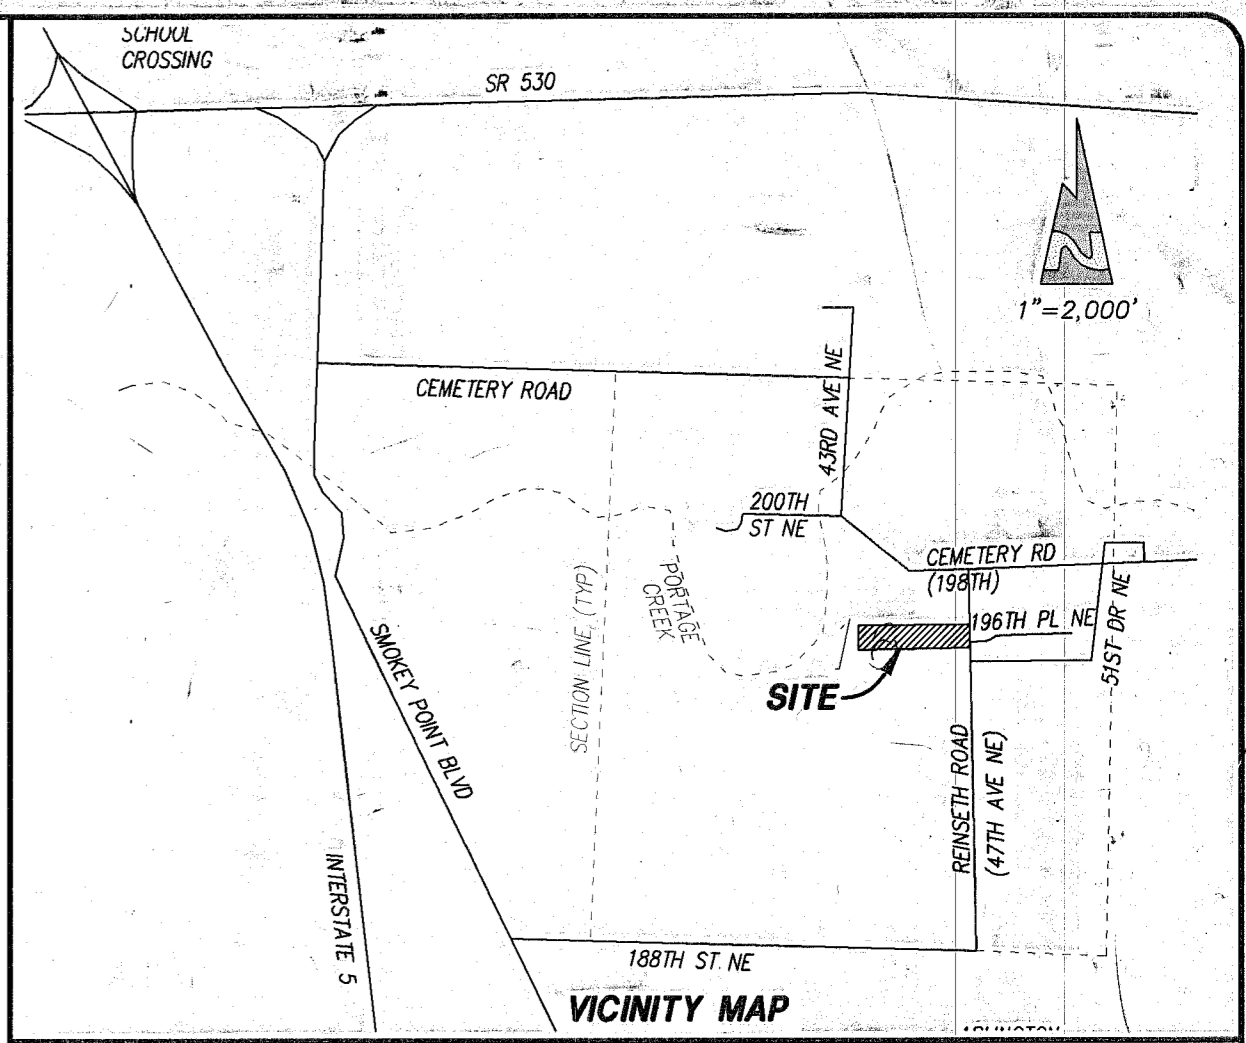 SCHOOL
CROSSING
SR 530
N
1"=2,000'
CEMETERY ROAD
43RD AVE NE
200TH
ST NE
CEMETERY RD
(198TH)
SECTION LINE (TYP)
PORTAGE
CREEK
196TH PL NE
51ST DR NE
SITE
SMOKEY POINT BLVD
REINSETH ROAD
(47TH AVE NE)
INTERSTATE 5
188TH ST. NE
VICINITY MAP